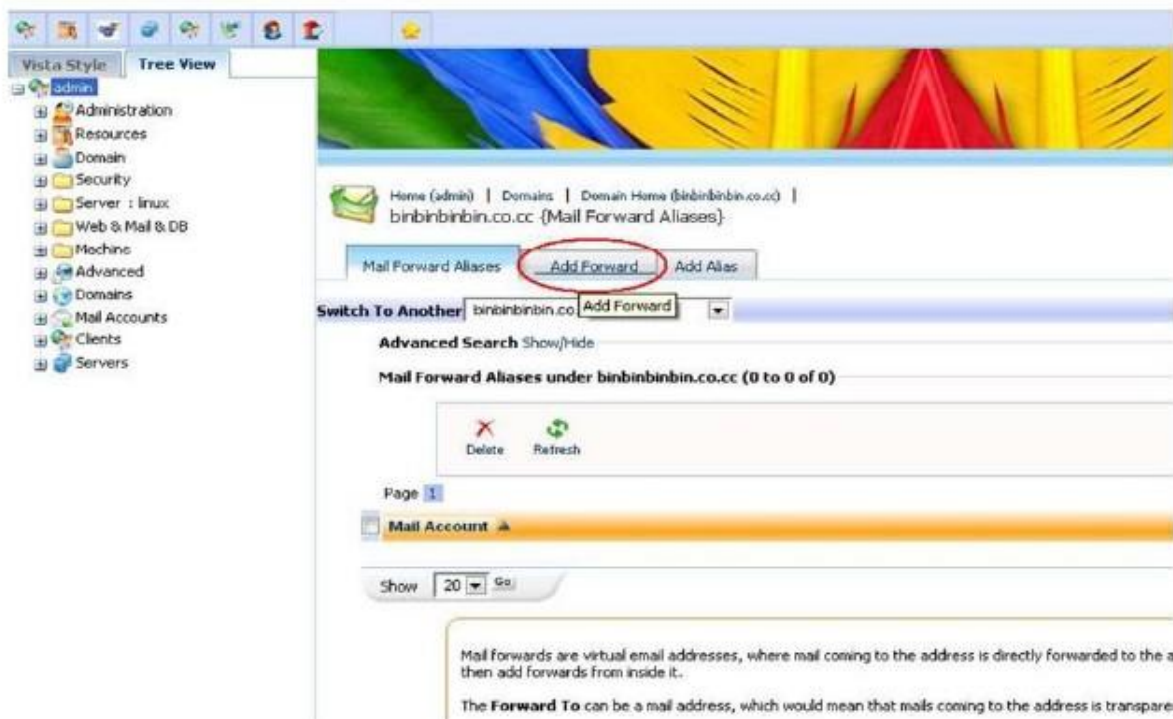 Vista Style Tree View
admin
Administration
Resources
Domain
Security
Server : linux
Web & Mail & DB
Machine
Advanced
Domains
Mail Accounts
Clients
Servers
Home (admin) | Domains | Domain Home (binbinbinbin.co.cc) |
binbinbinbin.co.cc {Mail Forward Aliases}
Mail Forward Aliases Add Forward Add Alias
Switch To Another binbinbinbin.co. Add Forward
Advanced Search Show/Hide
Mail Forward Aliases under binbinbinbin.co.cc (0 to 0 of 0)
Delete Refresh
Page 1
Mail Account
Show 20 Go
Mail forwards are virtual email addresses, where mail coming to the address is directly forwarded to the a
then add forwards from inside it.
The Forward To can be a mail address, which would mean that mails coming to the address is transpare